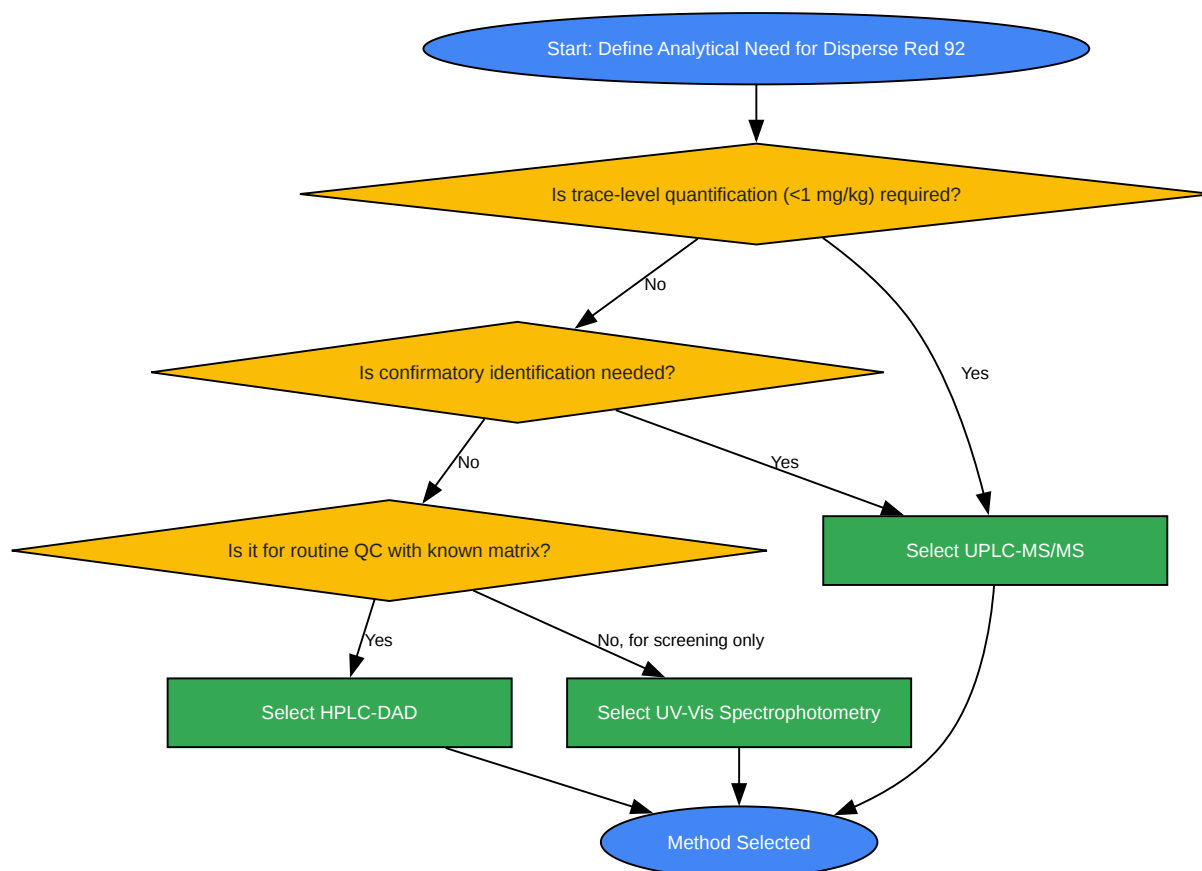 Start: Define Analytical Need for Disperse Red 92
Is trace-level quantification (<1 mg/kg) required?
No
Is confirmatory identification needed?
Yes
No
Yes
Is it for routine QC with known matrix?
Select UPLC-MS/MS
Yes
No, for screening only
Select HPLC-DAD
Select UV-Vis Spectrophotometry
Method Selected